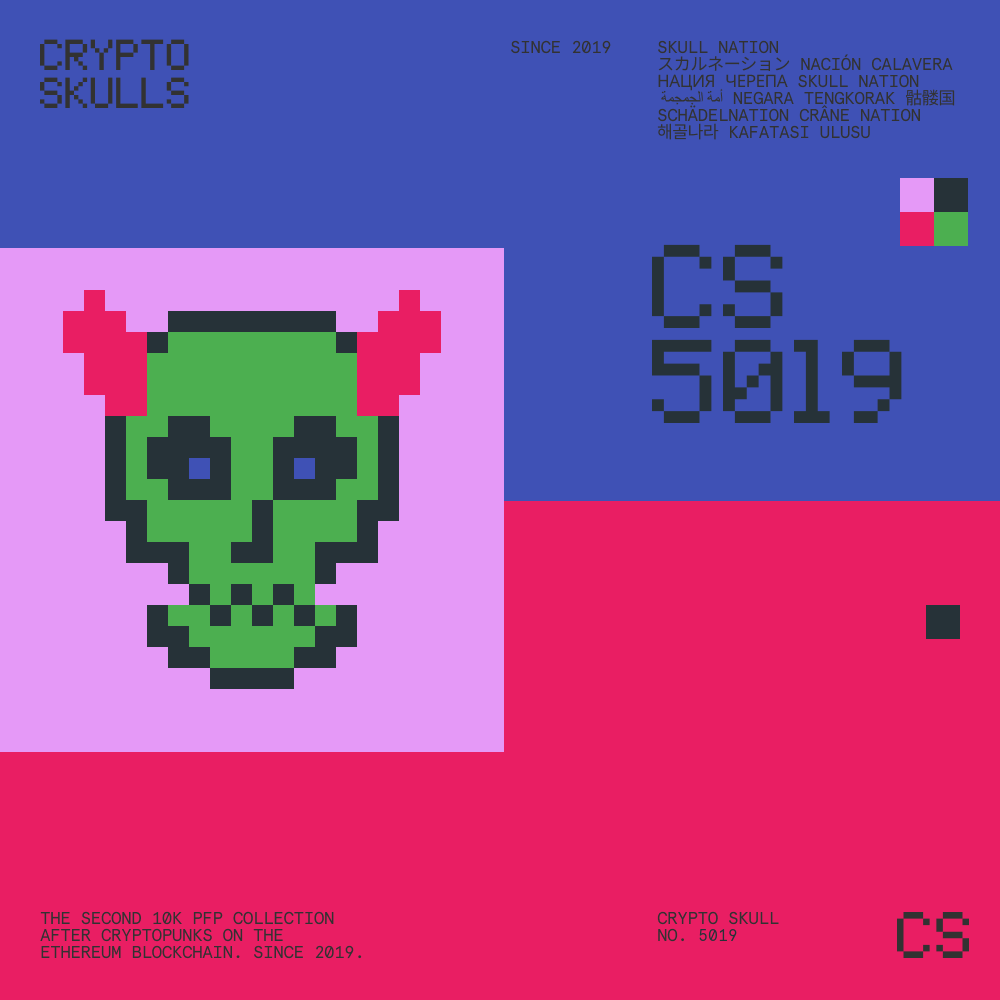 CRYPTO
SKULLS
SINCE 2019
SKULL NATION
スカルネーション NACIÓN CALAVERA
НАЦИЯ ЧЕРЕПА SKULL NATION
أمة الجمجمة NEGARA TENGKORAK 骷髅国
SCHÄDELNATION CRÂNE NATION
해골나라 KAFATASI ULUSU
CS
5019
THE SECOND 10K PFP COLLECTION
AFTER CRYPTOPUNKS ON THE
ETHEREUM BLOCKCHAIN. SINCE 2019.
CRYPTO SKULL
NO. 5019
CS